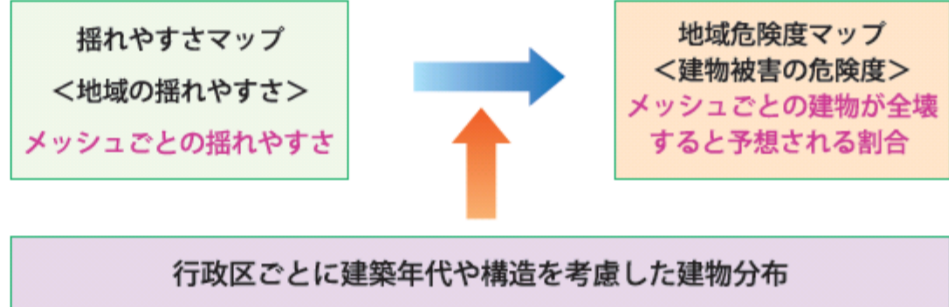 揺れやすさマップ
＜地域の揺れやすさ＞
メッシュごとの揺れやすさ
地域危険度マップ
＜建物被害の危険度＞
メッシュごとの建物が全壊
すると予想される割合
行政区ごとに建築年代や構造を考慮した建物分布